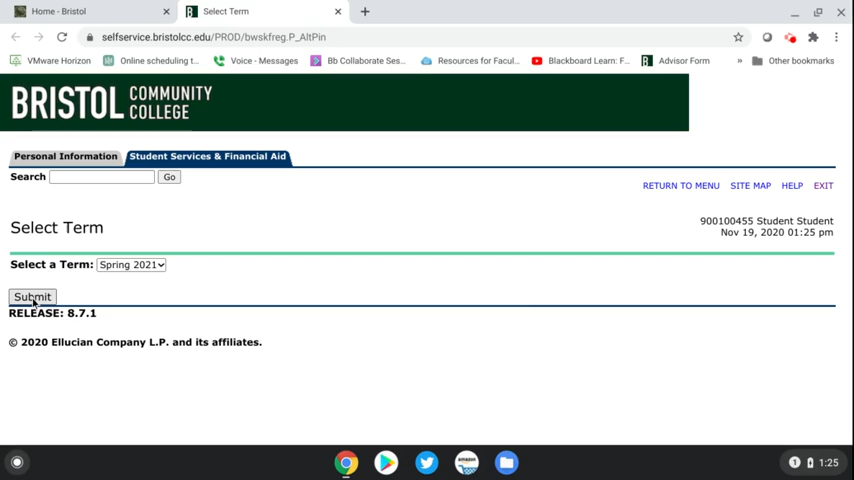 Home - Bristol
Select Term
selfservice.bristolcc.edu/PROD/bwskfreg.P_AltPin
VMware Horizon
Online scheduling t...
Voice - Messages
Bb Collaborate Ses...
Resources for Facul...
Blackboard Learn: F...
Advisor Form
»
Other bookmarks
BRISTOL COMMUNITY COLLEGE
Personal Information
Student Services & Financial Aid
Search
Go
RETURN TO MENU SITE MAP HELP EXIT
900100455 Student Student
Nov 19, 2020 01:25 pm
Select Term
Select a Term: Spring 2021
Submit
RELEASE: 8.7.1
© 2020 Ellucian Company L.P. and its affiliates.
amazon
1 1:25